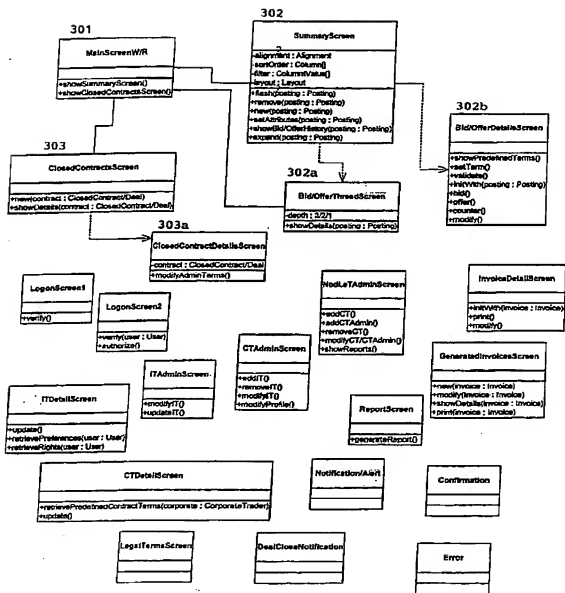 301
MainScreenW/R
+showSummaryScreen()
+showClosedContractsScreen()
302
SummaryScreen
-alignment : Alignment
-sortOrder : Column[]
-filter : ColumnValue[]
-layout : Layout
+flash(posting : Posting)
+remove(posting : Posting)
+new(posting : Posting)
+setAttributes(posting : Posting)
+showBid/OfferHistory(posting : Posting)
+expand(posting : Posting)
302b
Bid/OfferDetailsScreen
+showPredefinedTerms()
+setTerm()
+validate()
+initWith(posting : Posting)
+bid()
+offer()
+counter()
+modify()
303
ClosedContractsScreen
+new(contract : ClosedContract/Deal)
+showDetails(contract : ClosedContract/Deal)
302a
Bid/OfferThreadScreen
-depth : 3/2/1
+showDetails(posting : Posting)
303a
ClosedContractDetailsScreen
-contract : ClosedContract/Deal
+modifyAdminTerms()
LogonScreen1
+verify()
LogonScreen2
+verify(user : User)
+authorize()
NodLeTAdminScreen
+addCT()
+addCTAdmin()
+removeCT()
+modifyCT/CTAdmin()
+showReports()
InvoiceDetailScreen
+initWith(invoice : Invoice)
+print()
+modify()
ITDetailScreen
+update()
+retrievePreferences(user : User)
+retrieveRights(user : User)
ITAdminScreen
+modifyIT()
+updateIT()
CTAdminScreen
+addIT()
+removeIT()
+modifyIT()
+modifyProfile()
GeneratedInvoicesScreen
+new(invoice : Invoice)
+modify(invoice : Invoice)
+showDetails(invoice : Invoice)
+print(invoice : Invoice)
ReportScreen
+generateReport()
CTDetailScreen
+retrievePredefinedContractTerms(corporate : CorporateTrader)
+update()
Notification/Alert
Confirmation
LegalTermsScreen
DealCloseNotification
Error